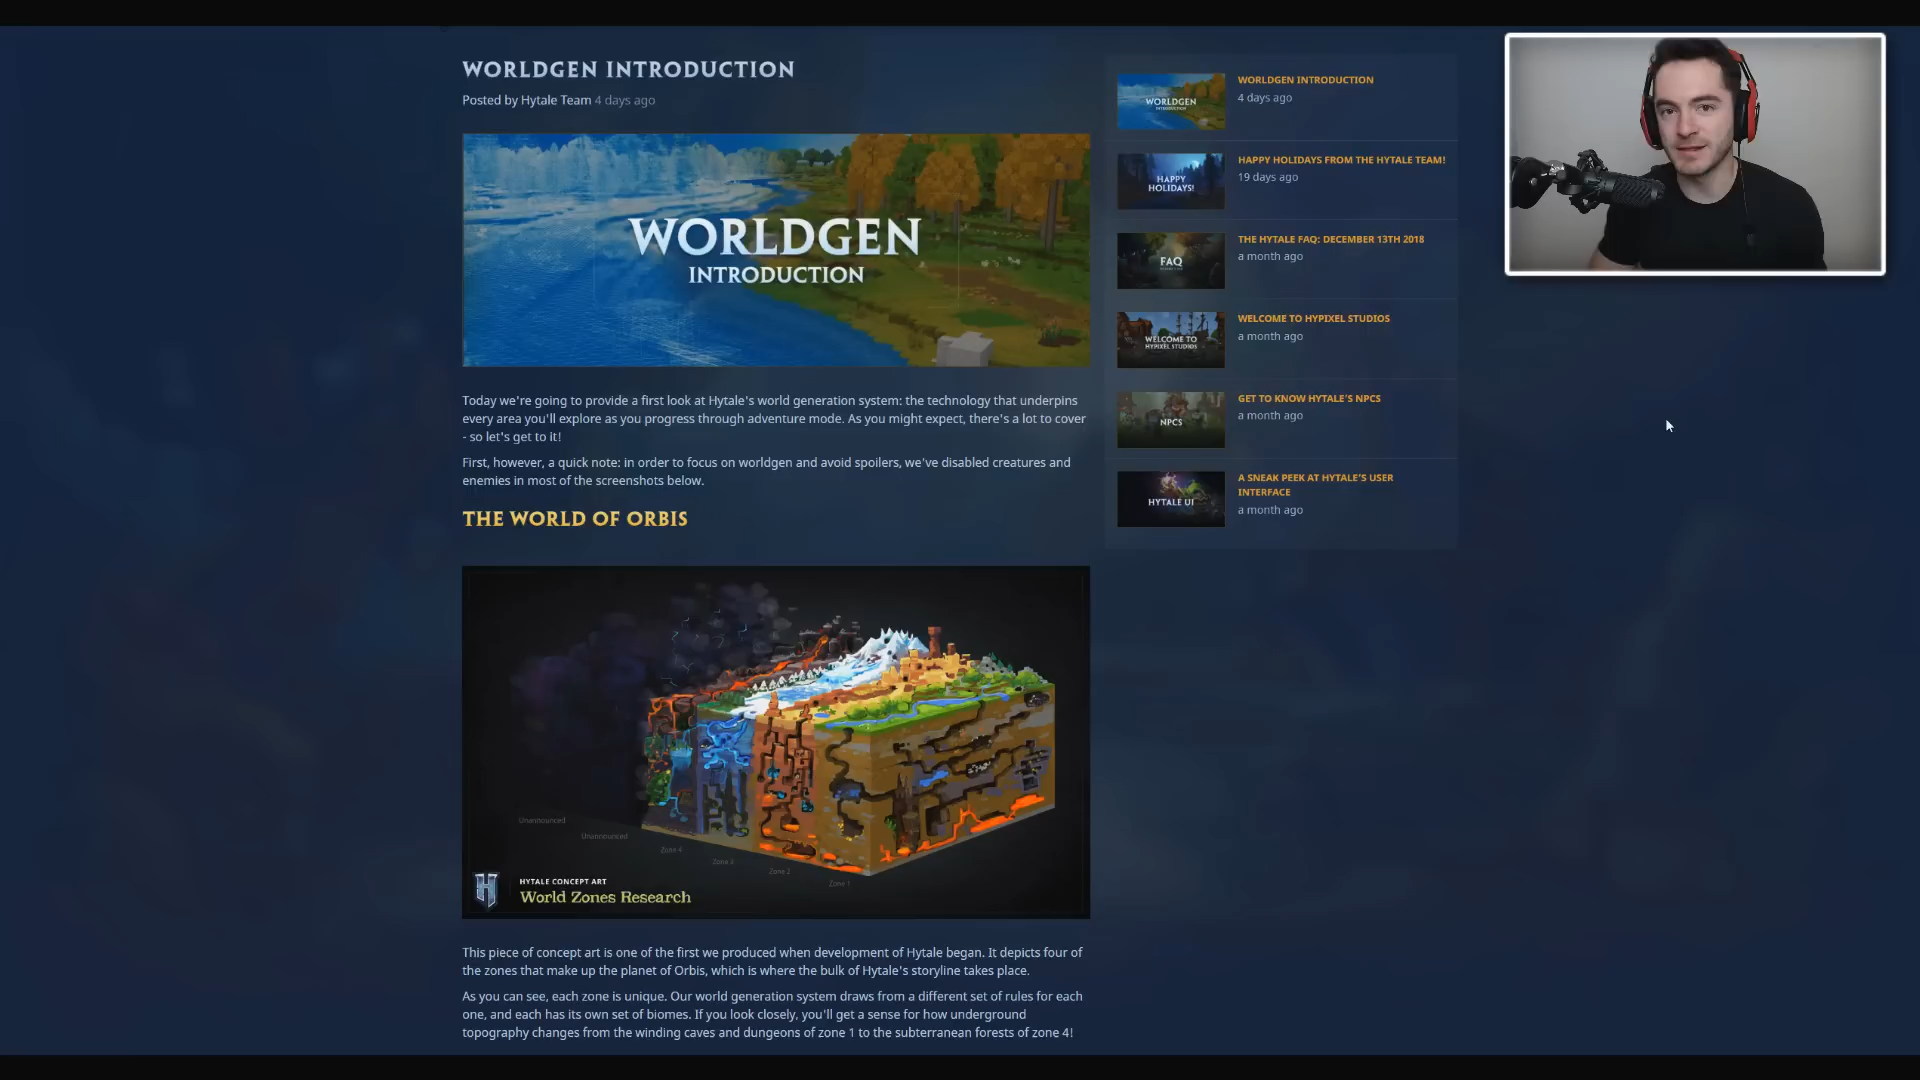 WORLDGEN INTRODUCTION
Posted by Hytale Team 4 days ago
WORLDGEN
INTRODUCTION
Today we're going to provide a first look at Hytale's world generation system: the technology that underpins
every area you'll explore as you progress through adventure mode. As you might expect, there's a lot to cover
- so let's get to it!
First, however, a quick note: in order to focus on worldgen and avoid spoilers, we've disabled creatures and
enemies in most of the screenshots below.
THE WORLD OF ORBIS
Unannounced
Unannounced
Zone 4
Zone 3
Zone 2
Zone 1
HYTALE CONCEPT ART
World Zones Research
This piece of concept art is one of the first we produced when development of Hytale began. It depicts four of
the zones that make up the planet of Orbis, which is where the bulk of Hytale's storyline takes place.
As you can see, each zone is unique. Our world generation system draws from a different set of rules for each
one, and each has its own set of biomes. If you look closely, you'll get a sense for how underground
topography changes from the winding caves and dungeons of zone 1 to the subterranean forests of zone 4!
WORLDGEN
INTRODUCTION
WORLDGEN INTRODUCTION
4 days ago
HAPPY
HOLIDAYS!
HAPPY HOLIDAYS FROM THE HYTALE TEAM!
19 days ago
FAQ
THE HYTALE FAQ: DECEMBER 13TH 2018
a month ago
WELCOME TO
HYPIXEL STUDIOS
WELCOME TO HYPIXEL STUDIOS
a month ago
NPCS
GET TO KNOW HYTALE'S NPCS
a month ago
HYTALE UI
A SNEAK PEEK AT HYTALE'S USER
INTERFACE
a month ago